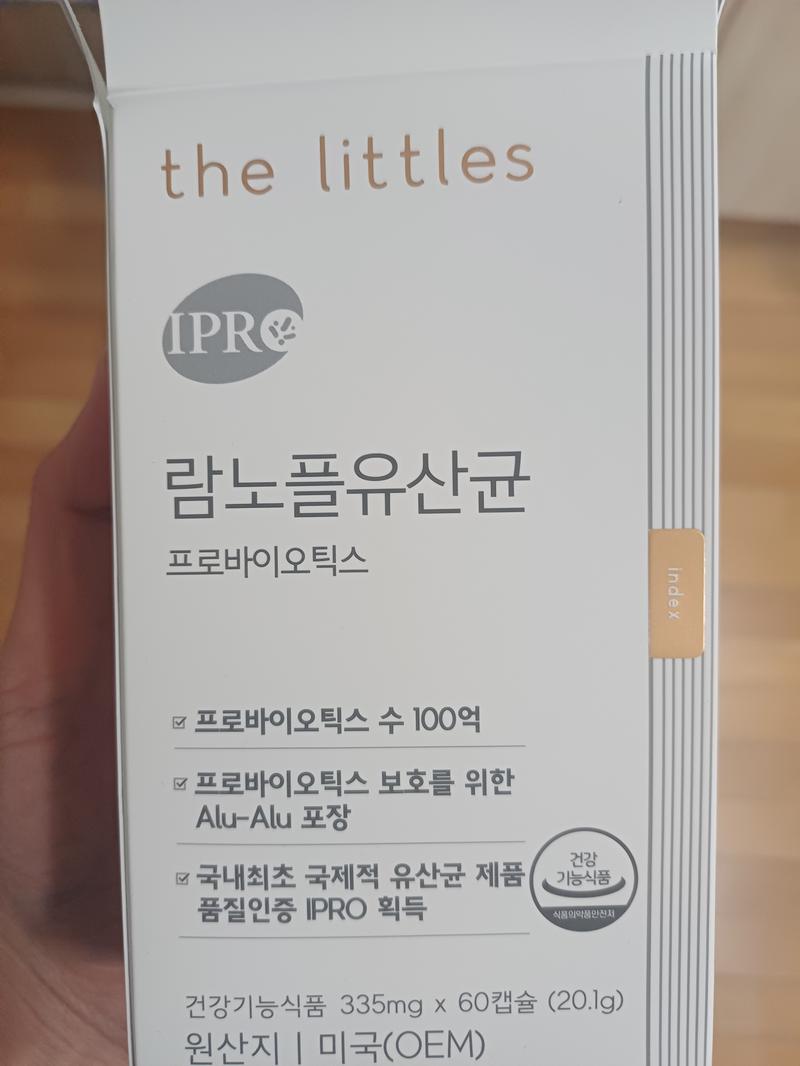 the littles
IPRO
람노플유산균
프로바이오틱스
index
프로바이오틱스 수 100억
프로바이오틱스 보호를 위한
Alu-Alu 포장
국내최초 국제적 유산균 제품
품질인증 IPRO 획득
건강
기능식품
식품의약품안전처
건강기능식품 335mg x 60캡슐 (20.1g)
원산지 | 미국(OEM)